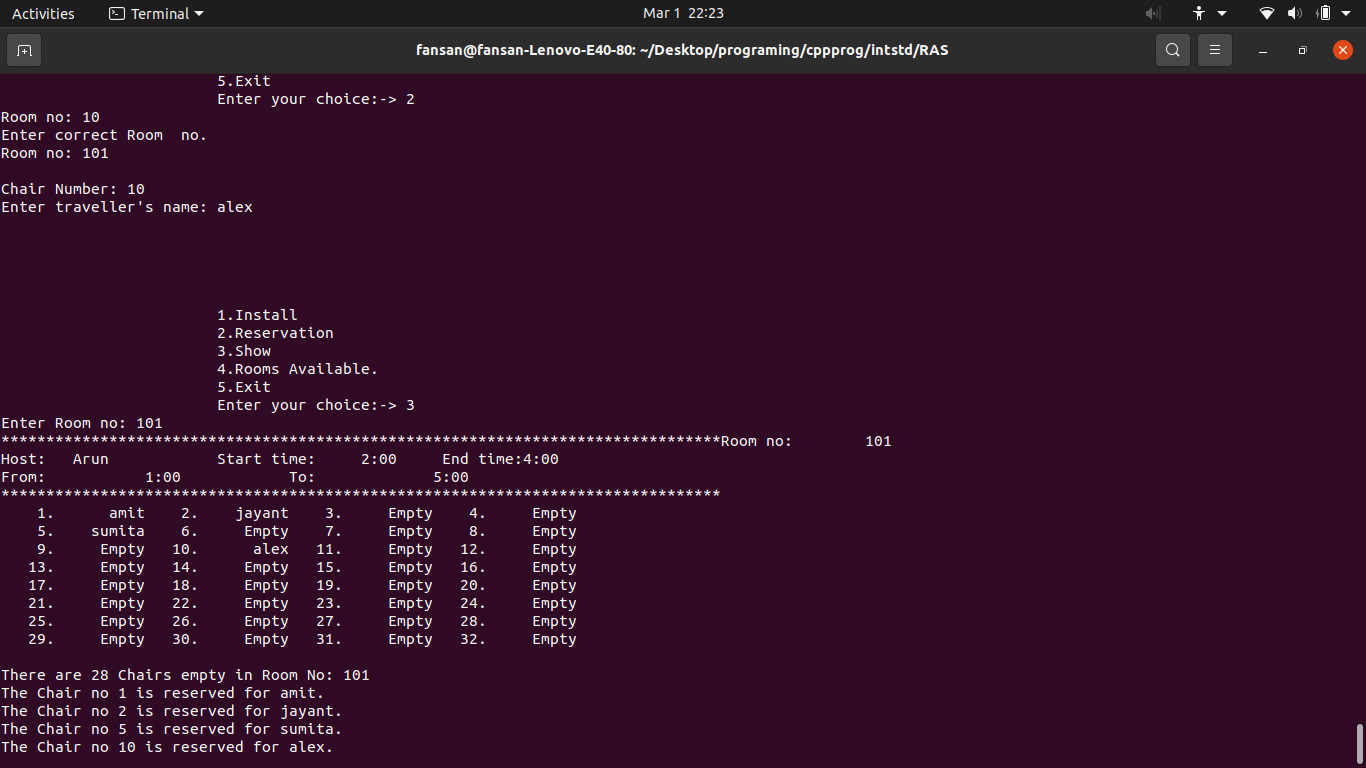 Activities Terminal Mar 1 22:23
fansan@fansan-Lenovo-E40-80: ~/Desktop/programing/cppprog/intstd/RAS
5.Exit
Enter your choice:-> 2
Room no: 10
Enter correct Room  no.
Room no: 101
Chair Number: 10
Enter traveller's name: alex
1.Install
2.Reservation
3.Show
4.Rooms Available.
5.Exit
Enter your choice:-> 3
Enter Room no: 101
********************************************************************************Room no:        101
Host:   Arun            Start time:     2:00     End time:4:00
From:           1:00            To:             5:00
********************************************************************************
    1.      amit    2.    jayant    3.     Empty    4.     Empty
    5.    sumita    6.     Empty    7.     Empty    8.     Empty
    9.     Empty   10.      alex   11.     Empty   12.     Empty
   13.     Empty   14.     Empty   15.     Empty   16.     Empty
   17.     Empty   18.     Empty   19.     Empty   20.     Empty
   21.     Empty   22.     Empty   23.     Empty   24.     Empty
   25.     Empty   26.     Empty   27.     Empty   28.     Empty
   29.     Empty   30.     Empty   31.     Empty   32.     Empty
There are 28 Chairs empty in Room No: 101
The Chair no 1 is reserved for amit.
The Chair no 2 is reserved for jayant.
The Chair no 5 is reserved for sumita.
The Chair no 10 is reserved for alex.